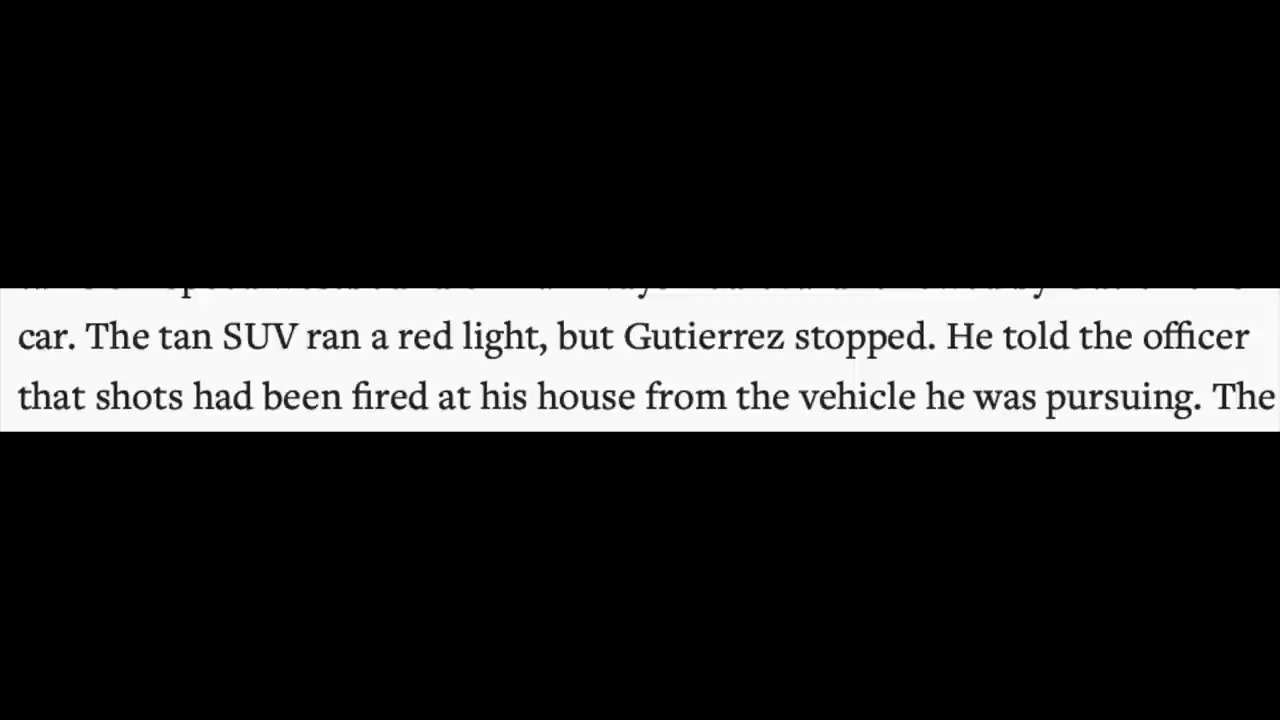 car. The tan SUV ran a red light, but Gutierrez stopped. He told the officer
that shots had been fired at his house from the vehicle he was pursuing. The